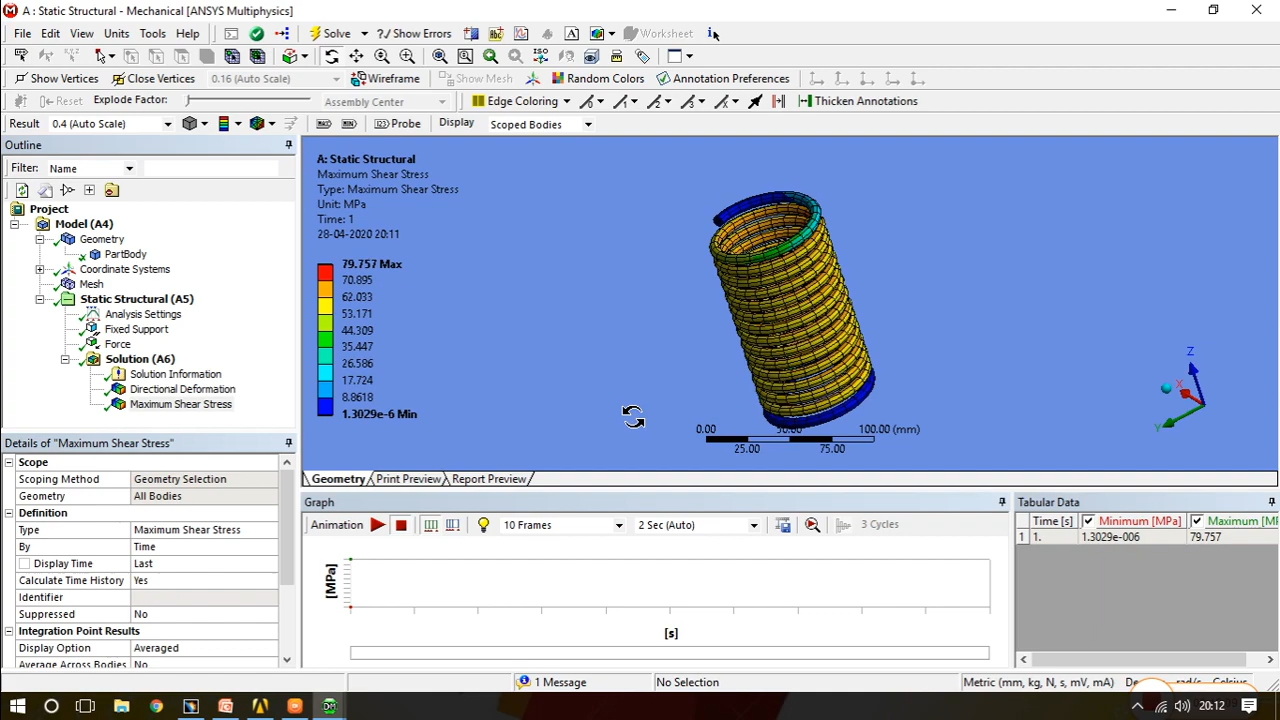 A : Static Structural - Mechanical [ANSYS Multiphysics]
File Edit View Units Tools Help Solve ?/ Show Errors Worksheet
Show Vertices Close Vertices 0.16 (Auto Scale) Wireframe Show Mesh Random Colors Annotation Preferences
Reset Explode Factor: Assembly Center Edge Coloring Thicken Annotations
Result 0.4 (Auto Scale) MAX MIN Probe Display Scoped Bodies
Outline
Filter: Name
Project
Model (A4)
Geometry
PartBody
Coordinate Systems
Mesh
Static Structural (A5)
Analysis Settings
Fixed Support
Force
Solution (A6)
Solution Information
Directional Deformation
Maximum Shear Stress
A: Static Structural
Maximum Shear Stress
Type: Maximum Shear Stress
Unit: MPa
Time: 1
28-04-2020 20:11
79.757 Max
70.895
62.033
53.171
44.309
35.447
26.586
17.724
8.8618
1.3029e-6 Min
0.00 50.00 100.00 (mm)
25.00 75.00
Z
X
Y
Geometry Print Preview Report Preview
Details of "Maximum Shear Stress"
Scope
Scoping Method Geometry Selection
Geometry All Bodies
Definition
Type Maximum Shear Stress
By Time
Display Time Last
Calculate Time History Yes
Identifier
Suppressed No
Integration Point Results
Display Option Averaged
Average Across Bodies No
Graph
Animation 10 Frames 2 Sec (Auto) 3 Cycles
[MPa]
[s]
Tabular Data
Time [s] Minimum [MPa] Maximum [MP
1 1. 1.3029e-006 79.757
1 Message No Selection Metric (mm, kg, N, s, mV, mA) De rad/s Celsius
20:12